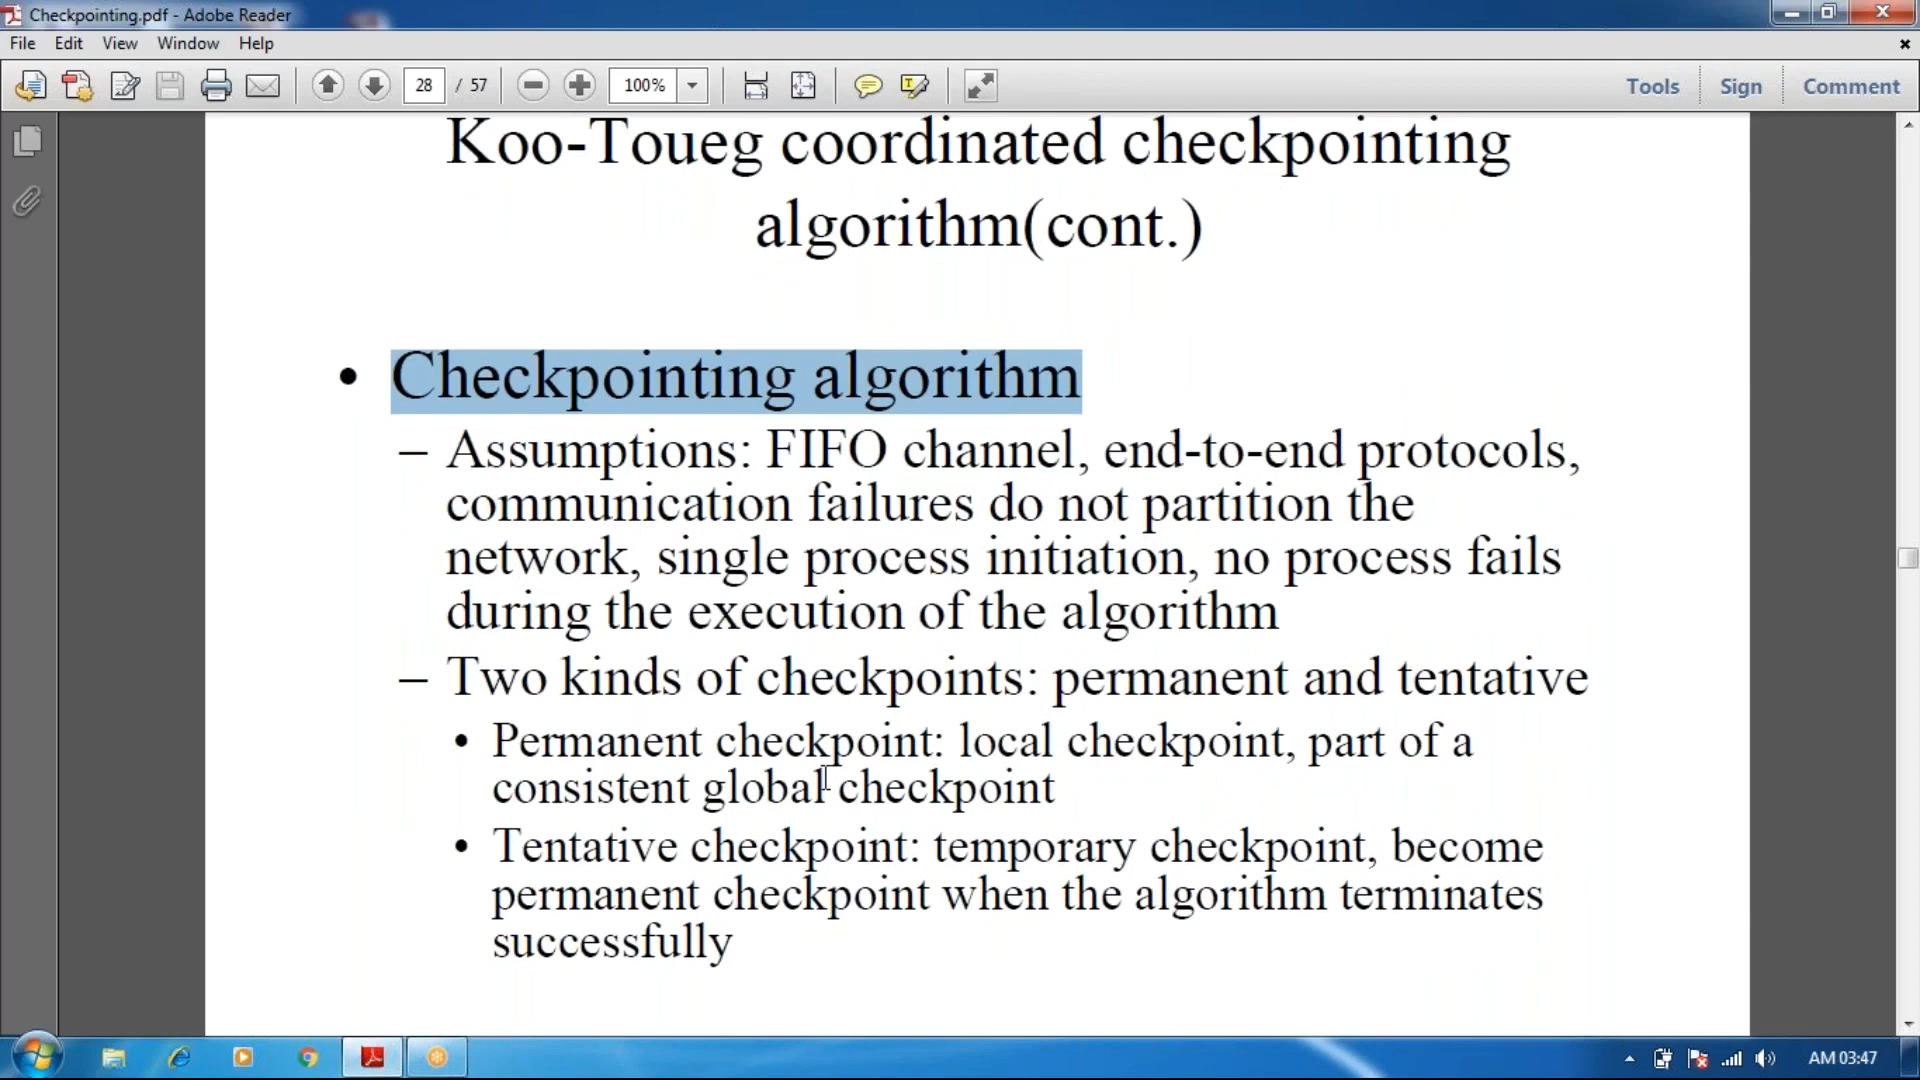 Checkpointing.pdf - Adobe Reader
File Edit View Window Help
28 / 57 100% Tools Sign Comment
Koo-Toueg coordinated checkpointing
algorithm(cont.)
• Checkpointing algorithm
– Assumptions: FIFO channel, end-to-end protocols,
communication failures do not partition the
network, single process initiation, no process fails
during the execution of the algorithm
– Two kinds of checkpoints: permanent and tentative
• Permanent checkpoint: local checkpoint, part of a
consistent global checkpoint
• Tentative checkpoint: temporary checkpoint, become
permanent checkpoint when the algorithm terminates
successfully
AM 03:47